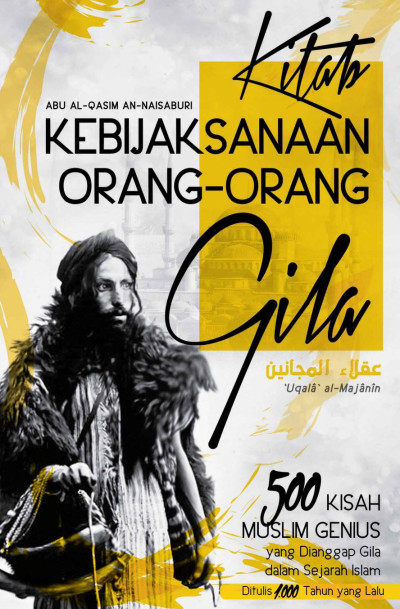 Kitab
ABU AL-QASIM AN-NAISABURI
KEBIJAKSANAAN
ORANG-ORANG
Gila
عقلاء المجانين
'Uqalâ' al-Majânîn
500 KISAH
MUSLIM GENIUS
yang Dianggap Gila
dalam Sejarah Islam
Ditulis 1000 Tahun yang Lalu